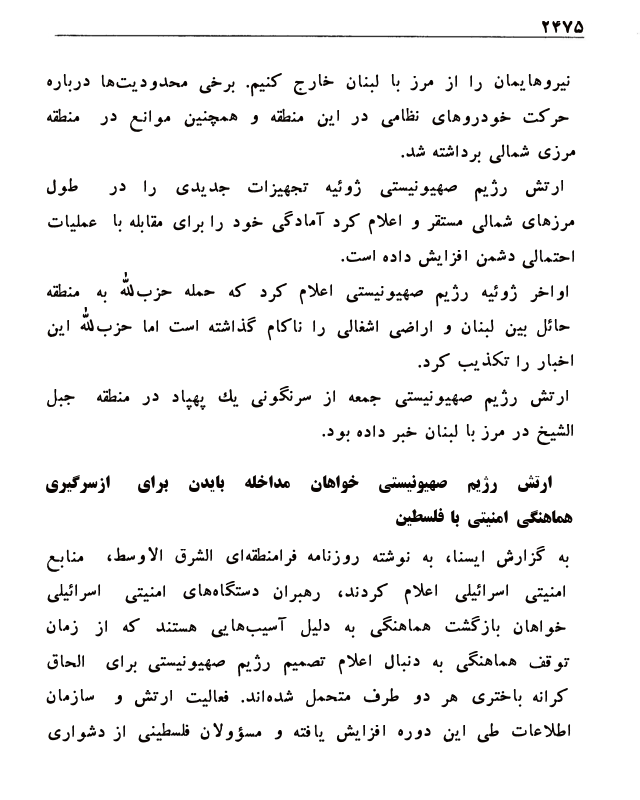 ۲۴۷۵
نیروهایمان را از مرز با لبنان خارج کنیم. برخی محدودیت‌ها درباره
حرکت خودروهای نظامی در این منطقه و همچنین موانع در منطقه
مرزی شمالی برداشته شد.
ارتش رژیم صهیونیستی ژوئیه تجهیزات جدیدی را در طول
مرزهای شمالی مستقر و اعلام کرد آمادگی خود را برای مقابله با عملیات
احتمالی دشمن افزایش داده است.
اواخر ژوئیه رژیم صهیونیستی اعلام کرد که حمله حزب‌الله به منطقه
حائل بین لبنان و اراضی اشغالی را ناکام گذاشته است اما حزب‌الله این
اخبار را تکذیب کرد.
ارتش رژیم صهیونیستی جمعه از سرنگونی یك پهپاد در منطقه جبل
الشیخ در مرز با لبنان خبر داده بود.
ارتش رژیم صهیونیستی خواهان مداخله بایدن برای ازسرگیری
هماهنگی امنیتی با فلسطین
به گزارش ایسنا، به نوشته روزنامه فرامنطقه‌ای الشرق الاوسط، منابع
امنیتی اسرائیلی اعلام کردند، رهبران دستگاه‌های امنیتی اسرائیلی
خواهان بازگشت هماهنگی به دلیل آسیب‌هایی هستند که از زمان
توقف هماهنگی به دنبال اعلام تصمیم رژیم صهیونیستی برای الحاق
کرانه باختری هر دو طرف متحمل شده‌اند. فعالیت ارتش و سازمان
اطلاعات طی این دوره افزایش یافته و مسؤولان فلسطینی از دشواری